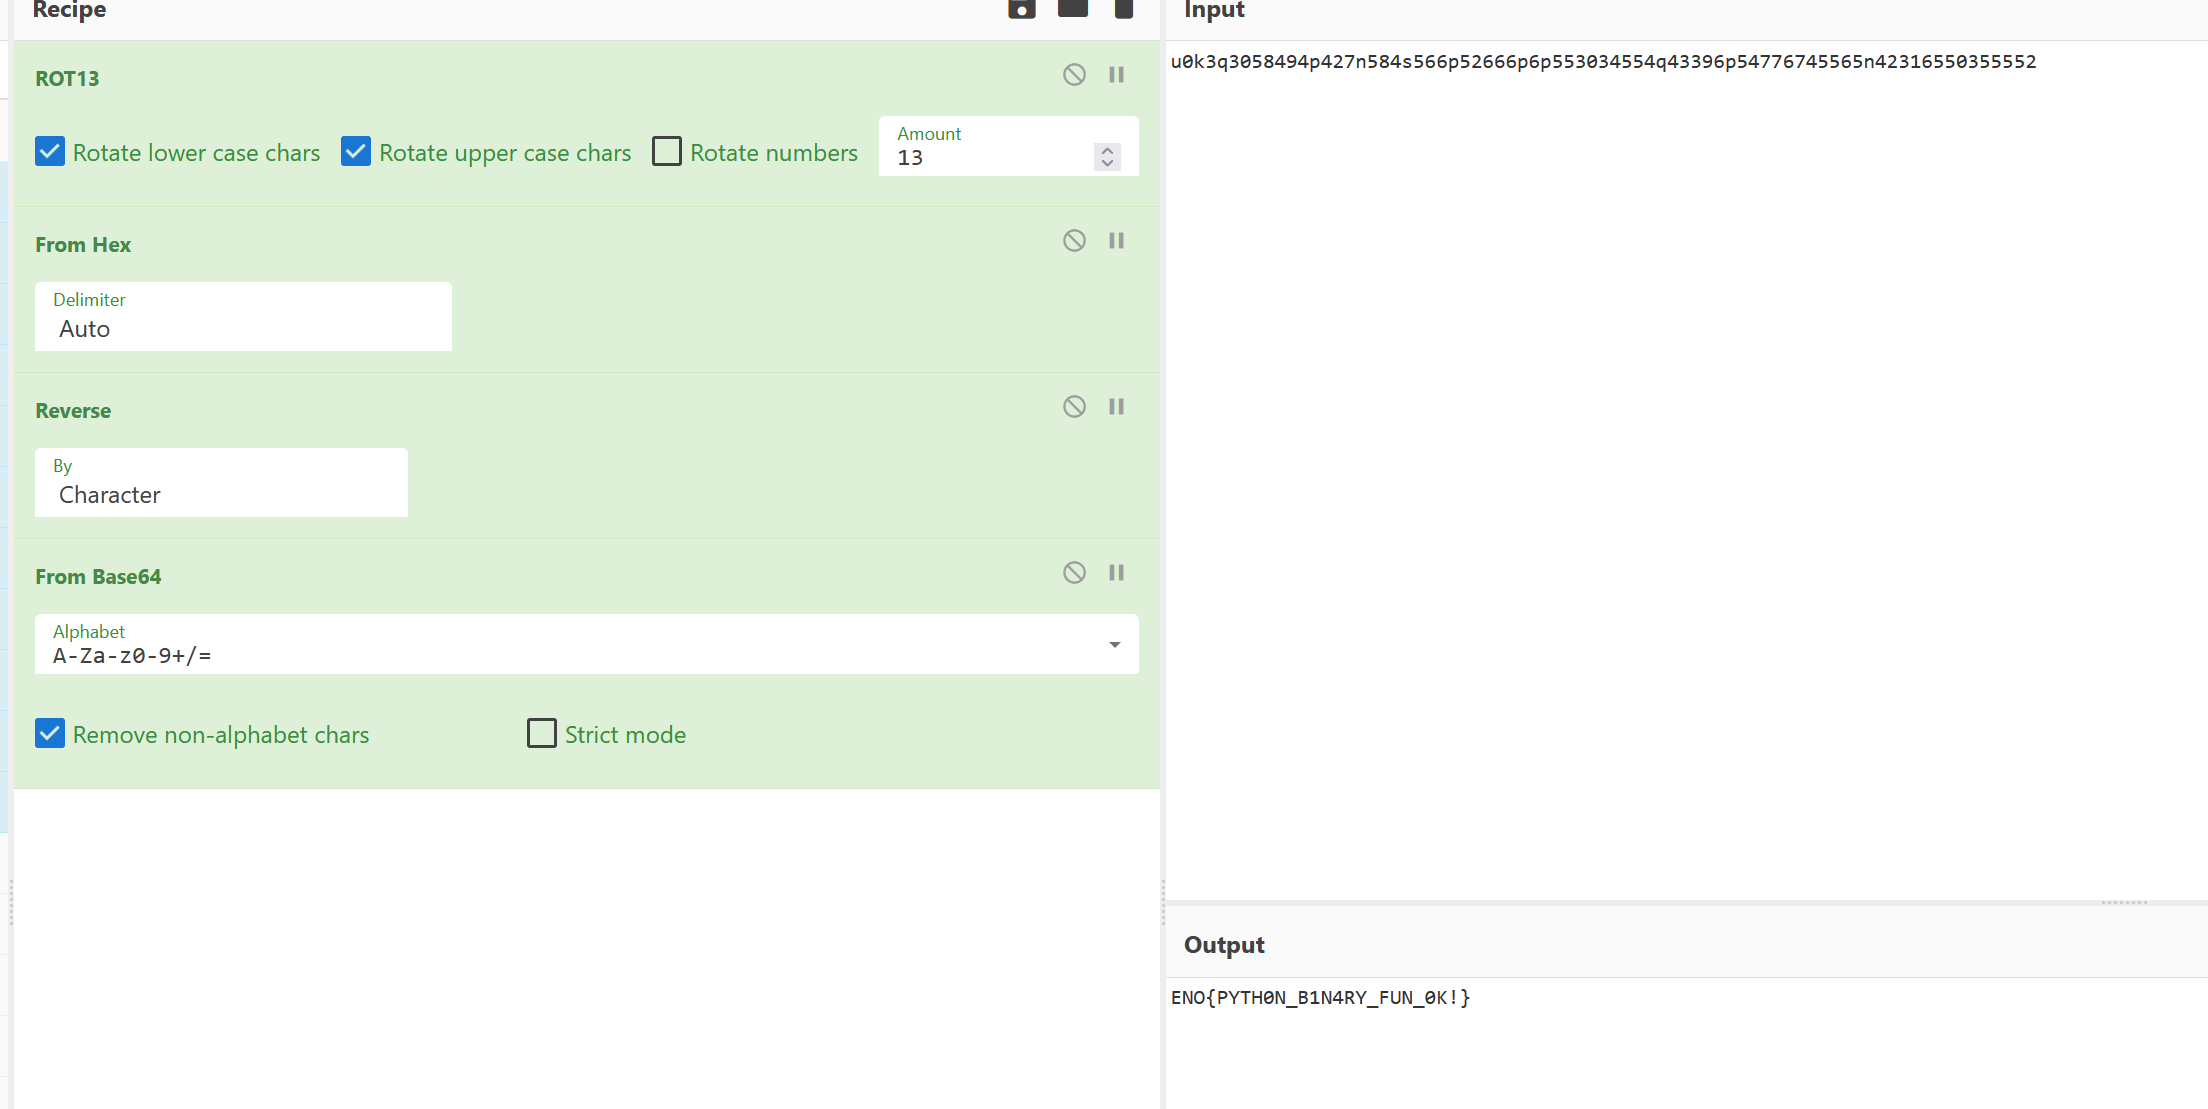 Recipe
ROT13
Rotate lower case chars
Rotate upper case chars
Rotate numbers
Amount
13
From Hex
Delimiter
Auto
Reverse
By
Character
From Base64
Alphabet
A-Za-z0-9+/=
Remove non-alphabet chars
Strict mode
Input
u0k3q3058494p427n584s566p52666p6p553034554q43396p54776745565n42316550355552
Output
ENO{PYTH0N_B1N4RY_FUN_0K!}